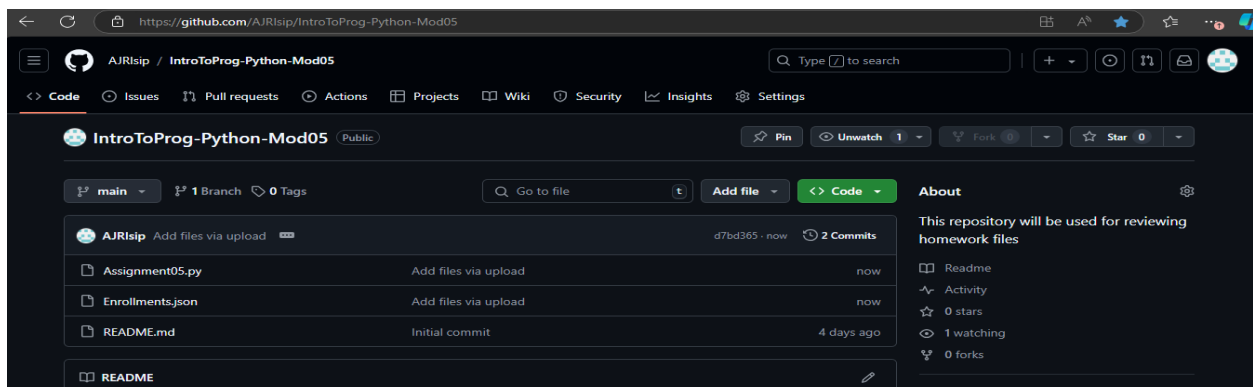 https://github.com/AJRIsip/IntroToProg-Python-Mod05
AJRIsip / IntroToProg-Python-Mod05
Type / to search
<> Code Issues Pull requests Actions Projects Wiki Security Insights Settings
IntroToProg-Python-Mod05 Public
Pin Unwatch 1 Fork 0 Star 0
main 1 Branch 0 Tags Go to file t Add file <> Code
AJRIsip Add files via upload d7bd365 · now 2 Commits
Assignment05.py Add files via upload now
Enrollments.json Add files via upload now
README.md Initial commit 4 days ago
README
About
This repository will be used for reviewing
homework files
Readme
Activity
0 stars
1 watching
0 forks